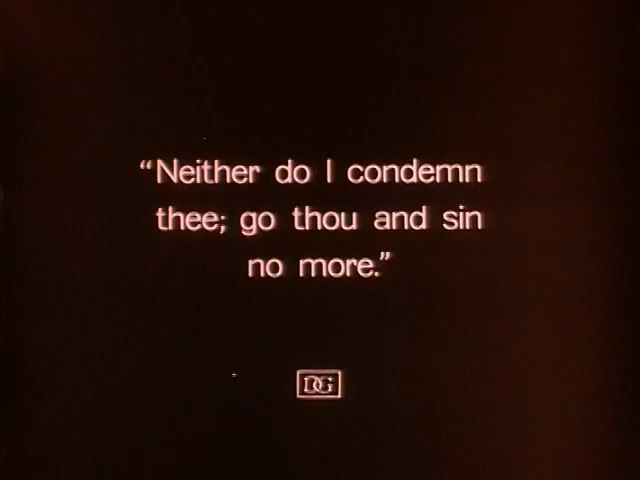 “Neither do I condemn
thee; go thou and sin
no more.”
DG